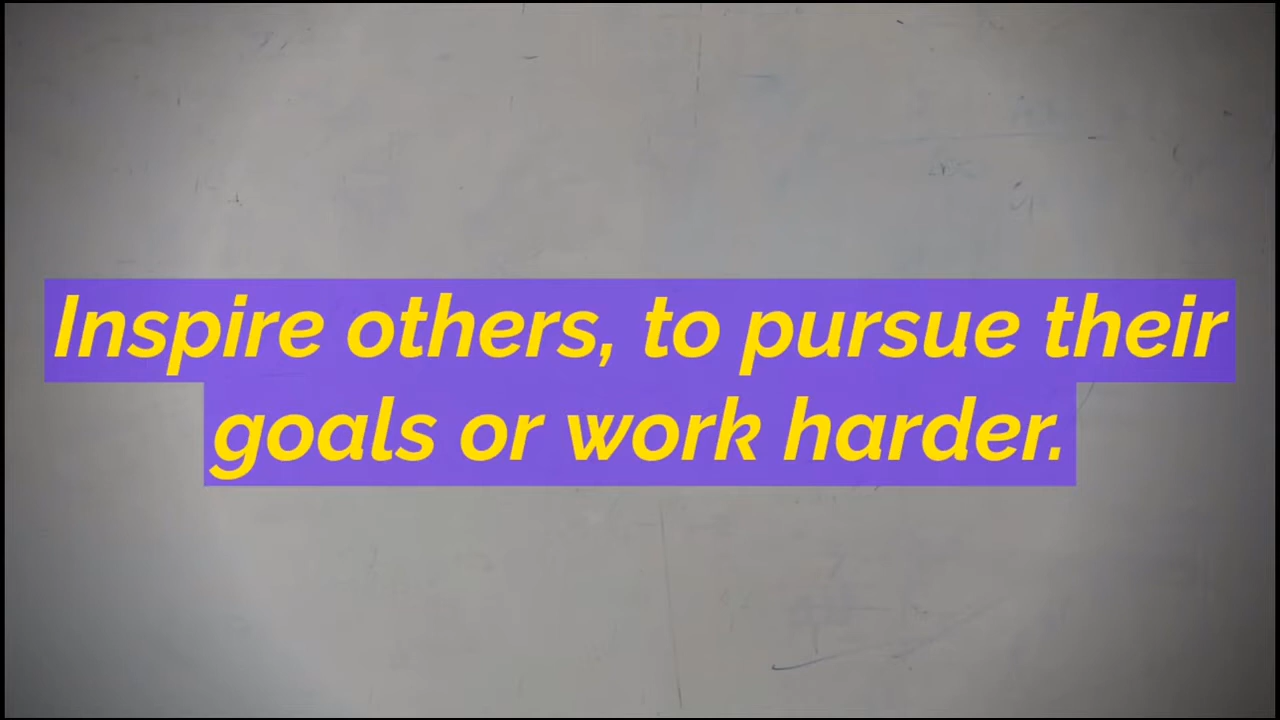 Inspire others, to pursue their
goals or work harder.